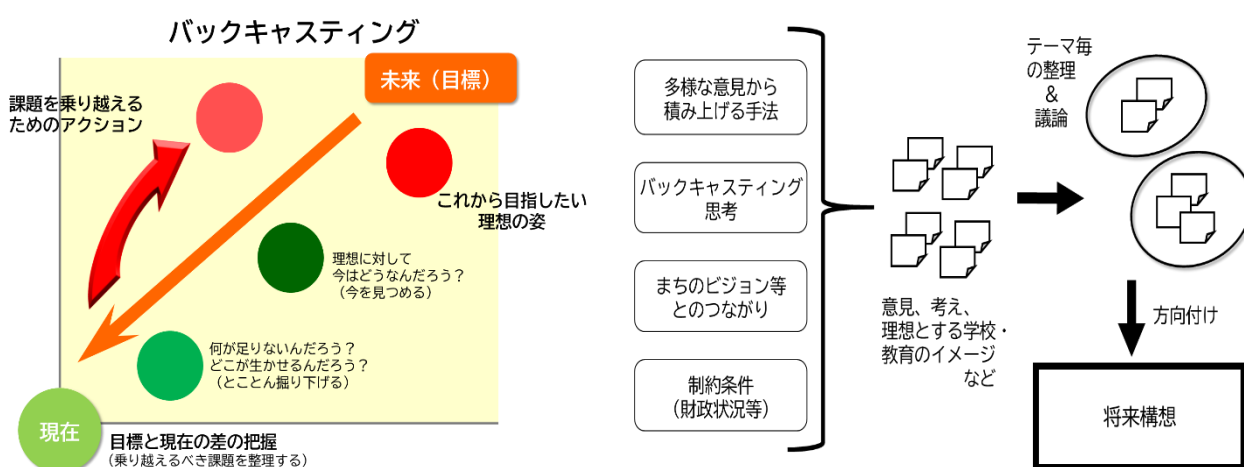 バックキャスティング
未来（目標）
課題を乗り越える
ためのアクション
これから目指したい
理想の姿
理想に対して
今はどうなんだろう？
（今を見つめる）
何が足りないんだろう？
どこが生かせるんだろう？
（とことん掘り下げる）
現在
目標と現在の差の把握
（乗り越えるべき課題を整理する）
多様な意見から
積み上げる手法
バックキャスティング
思考
まちのビジョン等
とのつながり
制約条件
（財政状況等）
意見、考え、
理想とする学校・
教育のイメージ
など
テーマ毎
の整理
＆
議論
方向付け
将来構想